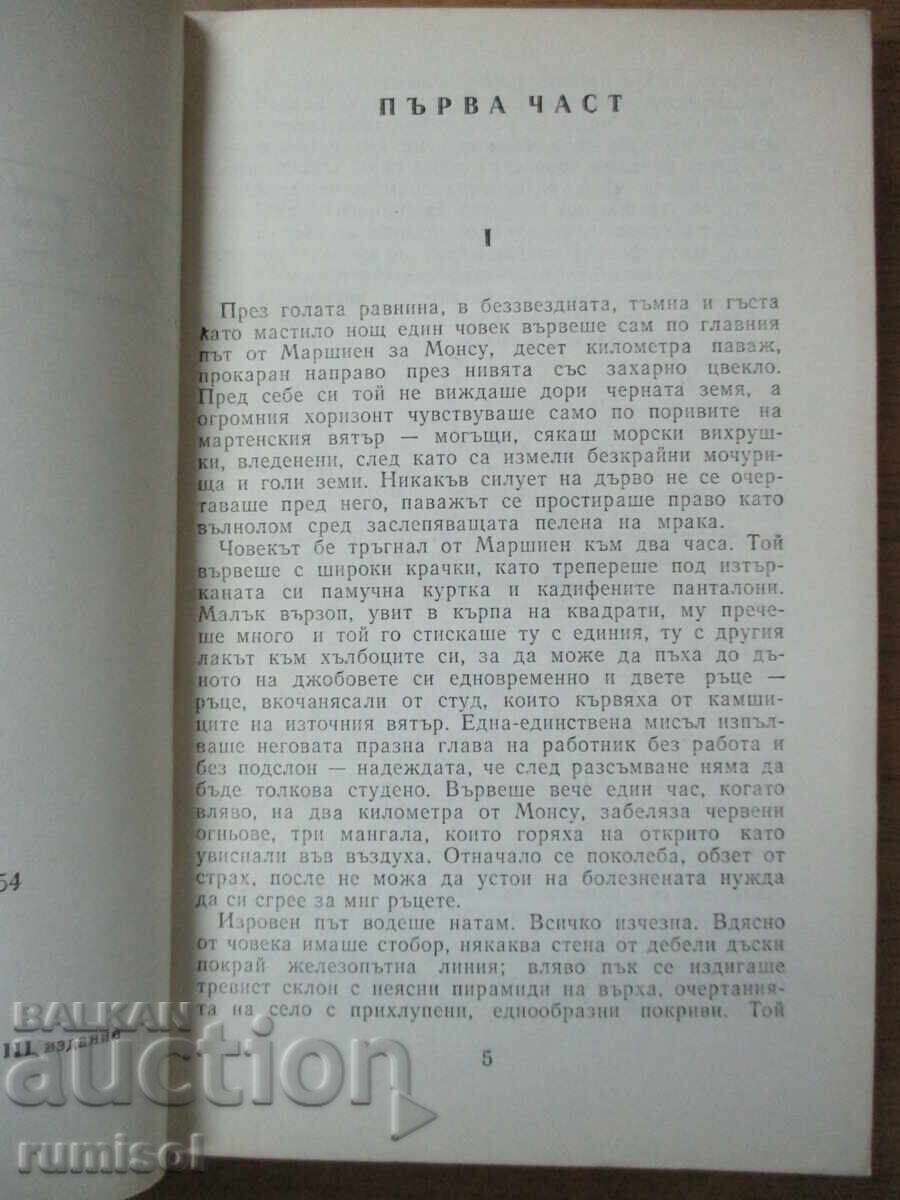 ПЪРВА ЧАСТ
I
През голата равнина, в беззвездната, тъмна и гъста
като мастило нощ един човек вървеше сам по главния
път от Маршиен за Монсу, десет километра паваж,
прокаран направо през нивята със захарно цвекло.
Пред себе си той не виждаше дори черната земя, а
огромния хоризонт чувствуваше само по поривите на
мартенския вятър — могъщи, сякаш морски вихруш-
ки, вледенени, след като са измели безкрайни мочури-
ща и голи земи. Никакъв силует на дърво не се очер-
таваше пред него, паважът се простираше право като
вълнолом сред заслепяващата пелена на мрака.
Човекът бе тръгнал от Маршиен към два часа. Той
вървеше с широки крачки, като трепереше под изтър-
каната си памучна куртка и кадифените панталони.
Малък вързоп, увит в кърпа на квадрати, му прече-
ше много и той го стискаше ту с единия, ту с другия
лакът към хълбоците си, за да може да пъха до дъ-
ното на джобовете си едновременно и двете ръце —
ръце, вкочанясали от студ, които кървяха от камши-
ците на източния вятър. Една-единствена мисъл изпъл-
ваше неговата празна глава на работник без работа и
без подслон — надеждата, че след разсъмване няма да
бъде толкова студено. Вървеше вече един час, когато
вляво, на два километра от Монсу, забеляза червени
огньове, три мангала, които горяха на открито като
увиснали във въздуха. Отначало се поколеба, обзет от
страх, после не можа да устои на болезнената нужда
да си сгрее за миг ръцете.
Изровен път водеше натам. Всичко изчезна. Вдясно
от човека имаше стобор, някаква стена от дебели дъски
покрай железопътна линия; вляво пък се издигаше
тревист склон с неясни пирамиди на върха, очертания-
та на село с прихлупени, еднообразни покриви. Той
5
54
III издание
BALKAN
auction
rumisol